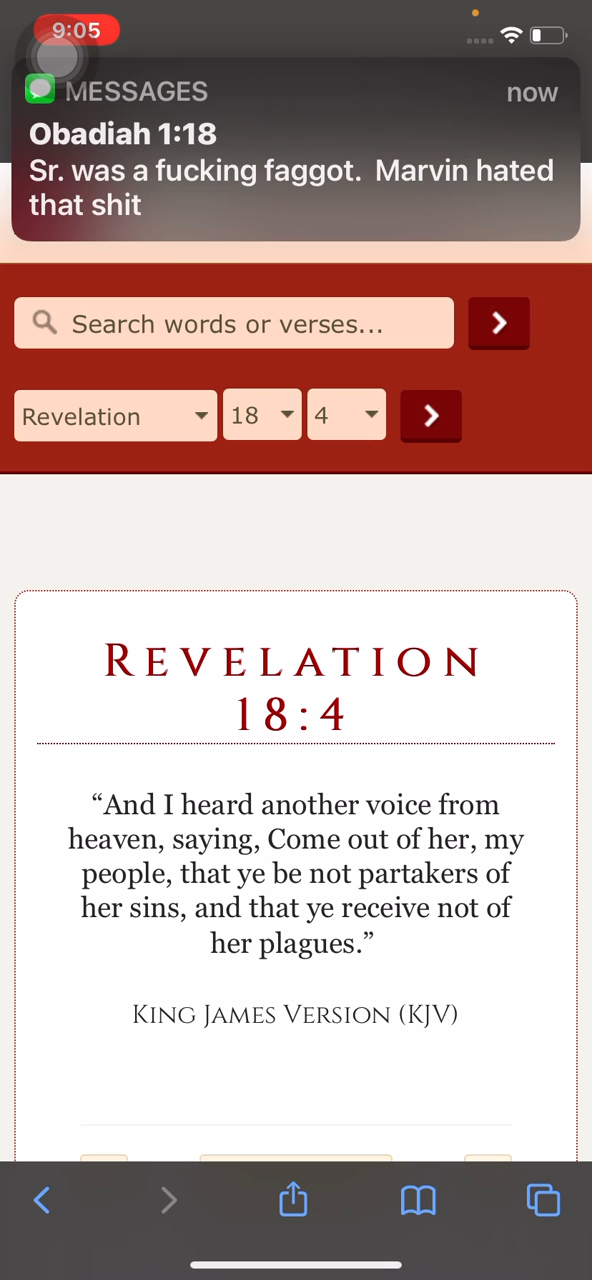 9:05
MESSAGES now
Obadiah 1:18
Sr. was a fucking faggot.  Marvin hated
that shit
Search words or verses...
Revelation 18 4
REVELATION
18:4
“And I heard another voice from
heaven, saying, Come out of her, my
people, that ye be not partakers of
her sins, and that ye receive not of
her plagues.”
KING JAMES VERSION (KJV)